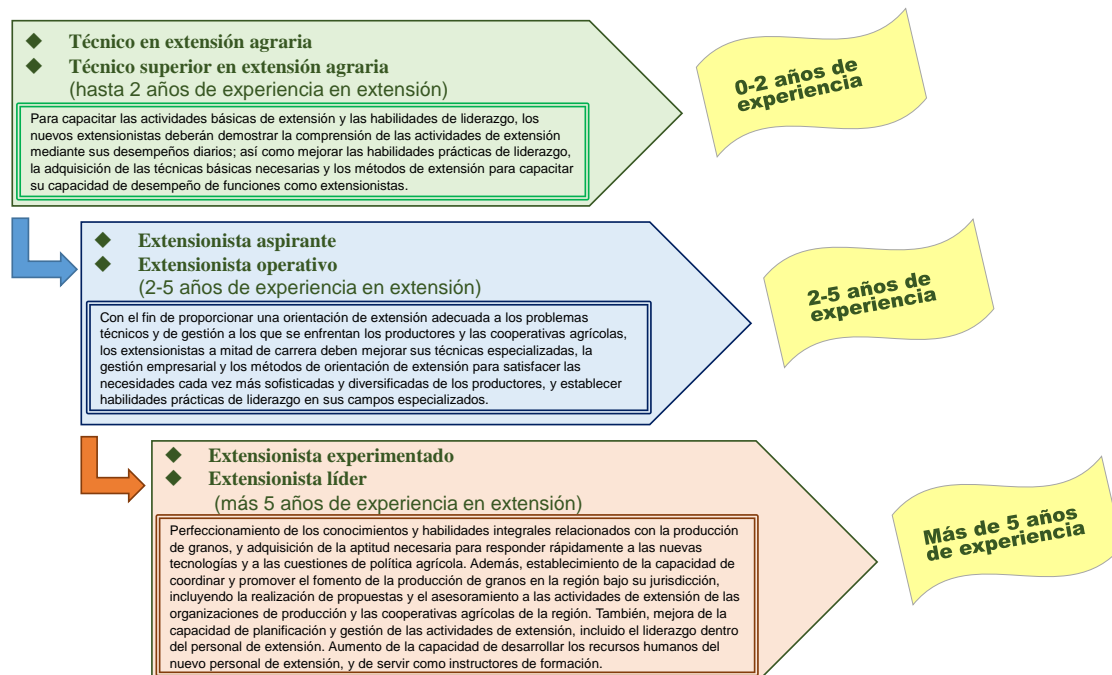 ◆ Técnico en extensión agraria
◆ Técnico superior en extensión agraria
(hasta 2 años de experiencia en extensión)
Para capacitar las actividades básicas de extensión y las habilidades de liderazgo, los
nuevos extensionistas deberán demostrar la comprensión de las actividades de extensión
mediante sus desempeños diarios; así como mejorar las habilidades prácticas de liderazgo,
la adquisición de las técnicas básicas necesarias y los métodos de extensión para capacitar
su capacidad de desempeño de funciones como extensionistas.
0-2 años de
experiencia
◆ Extensionista aspirante
◆ Extensionista operativo
(2-5 años de experiencia en extensión)
Con el fin de proporcionar una orientación de extensión adecuada a los problemas
técnicos y de gestión a los que se enfrentan los productores y las cooperativas agrícolas,
los extensionistas a mitad de carrera deben mejorar sus técnicas especializadas, la
gestión empresarial y los métodos de orientación de extensión para satisfacer las
necesidades cada vez más sofisticadas y diversificadas de los productores, y establecer
habilidades prácticas de liderazgo en sus campos especializados.
2-5 años de
experiencia
◆ Extensionista experimentado
◆ Extensionista líder
(más 5 años de experiencia en extensión)
Perfeccionamiento de los conocimientos y habilidades integrales relacionados con la producción
de granos, y adquisición de la aptitud necesaria para responder rápidamente a las nuevas
tecnologías y a las cuestiones de política agrícola. Además, establecimiento de la capacidad de
coordinar y promover el fomento de la producción de granos en la región bajo su jurisdicción,
incluyendo la realización de propuestas y el asesoramiento a las actividades de extensión de las
organizaciones de producción y las cooperativas agrícolas de la región. También, mejora de la
capacidad de planificación y gestión de las actividades de extensión, incluido el liderazgo dentro
del personal de extensión. Aumento de la capacidad de desarrollar los recursos humanos del
nuevo personal de extensión, y de servir como instructores de formación.
Más de 5 años
de experiencia